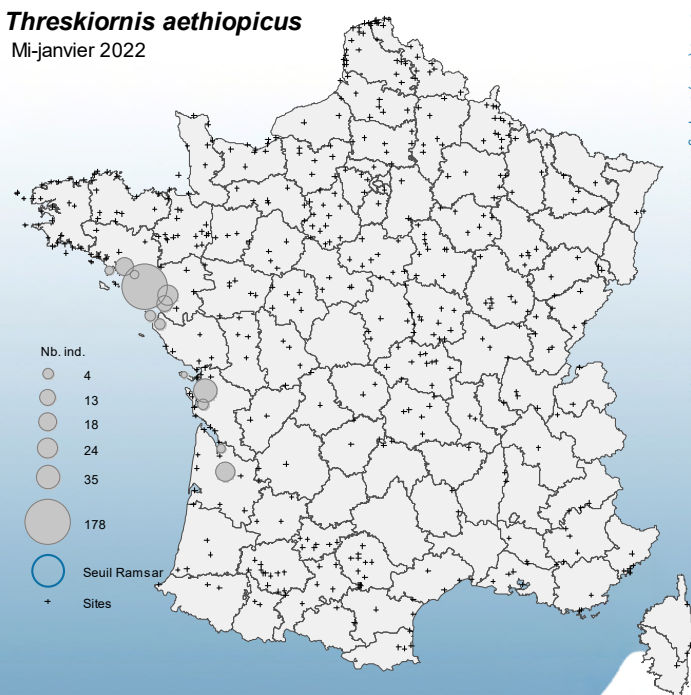 Threskiornis aethiopicus
Mi-janvier 2022
Nb. ind.
4
13
18
24
35
178
Seuil Ramsar
Sites